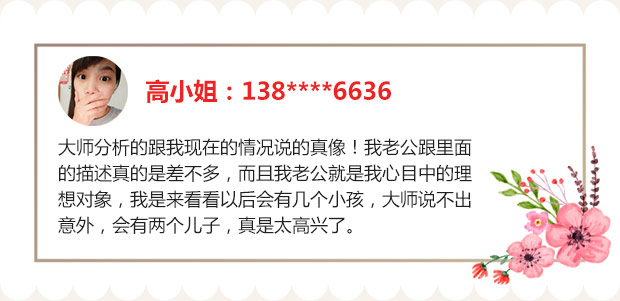 高小姐：138****6636
大师分析的跟我现在的情况说的真像！我老公跟里面
的描述真的是差不多，而且我老公就是我心目中的理
想对象，我是来看看以后会有几个小孩，大师说不出
意外，会有两个儿子，真是太高兴了。